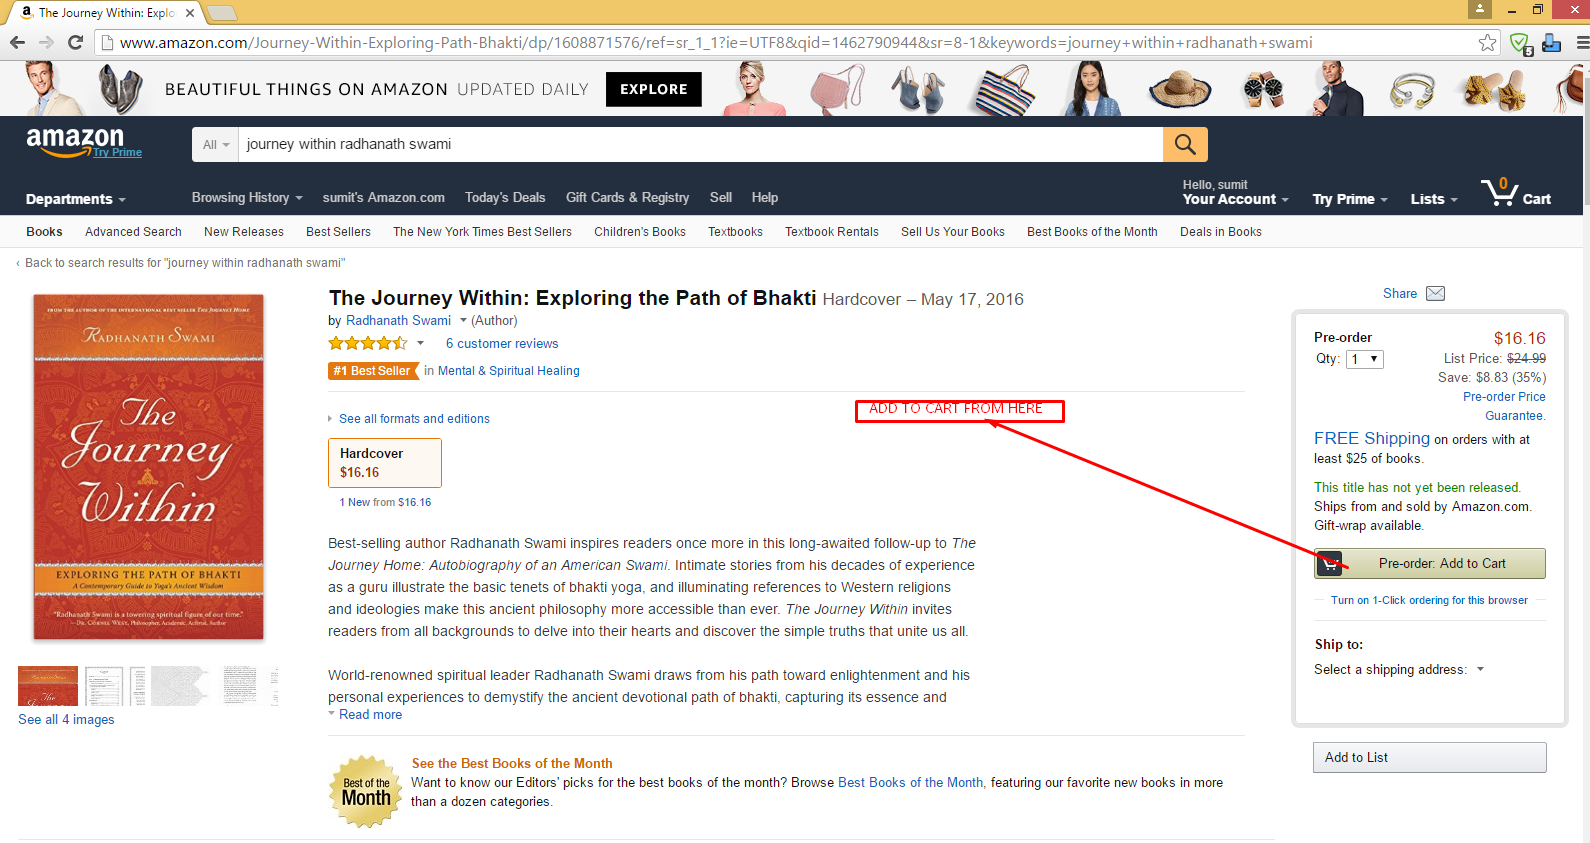 The Journey Within: Explo
www.amazon.com/Journey-Within-Exploring-Path-Bhakti/dp/1608871576/ref=sr_1_1?ie=UTF8&qid=1462790944&sr=8-1&keywords=journey+within+radhanath+swami
5
BEAUTIFUL THINGS ON AMAZON UPDATED DAILY EXPLORE
amazon
Try Prime
All journey within radhanath swami
Departments Browsing History sumit's Amazon.com Today's Deals Gift Cards & Registry Sell Help
Hello, sumit
Your Account Try Prime Lists 0 Cart
Books Advanced Search New Releases Best Sellers The New York Times Best Sellers Children's Books Textbooks Textbook Rentals Sell Us Your Books Best Books of the Month Deals in Books
‹ Back to search results for "journey within radhanath swami"
FROM THE AUTHOR OF THE INTERNATIONAL BEST SELLER THE JOURNEY HOME
RADHANATH SWAMI
The
Journey
Within
EXPLORING THE PATH OF BHAKTI
A Contemporary Guide to Yoga's Ancient Wisdom
"Radhanath Swami is a towering spiritual figure of our time."
—DR. CORNEL WEST, Philosopher, Academic, Activist, Author
See all 4 images
The Journey Within: Exploring the Path of Bhakti Hardcover – May 17, 2016
by Radhanath Swami (Author)
6 customer reviews
#1 Best Seller in Mental & Spiritual Healing
See all formats and editions
Hardcover
$16.16
1 New from $16.16
ADD TO CART FROM HERE
Best-selling author Radhanath Swami inspires readers once more in this long-awaited follow-up to The
Journey Home: Autobiography of an American Swami. Intimate stories from his decades of experience
as a guru illustrate the basic tenets of bhakti yoga, and illuminating references to Western religions
and ideologies make this ancient philosophy more accessible than ever. The Journey Within invites
readers from all backgrounds to delve into their hearts and discover the simple truths that unite us all.
World-renowned spiritual leader Radhanath Swami draws from his path toward enlightenment and his
personal experiences to demystify the ancient devotional path of bhakti, capturing its essence and
Read more
Best of the
Month
See the Best Books of the Month
Want to know our Editors' picks for the best books of the month? Browse Best Books of the Month, featuring our favorite new books in more
than a dozen categories.
Share
Pre-order $16.16
Qty: 1 List Price: $24.99
Save: $8.83 (35%)
Pre-order Price
Guarantee.
FREE Shipping on orders with at
least $25 of books.
This title has not yet been released.
Ships from and sold by Amazon.com.
Gift-wrap available.
Pre-order: Add to Cart
Turn on 1-Click ordering for this browser
Ship to:
Select a shipping address:
Add to List